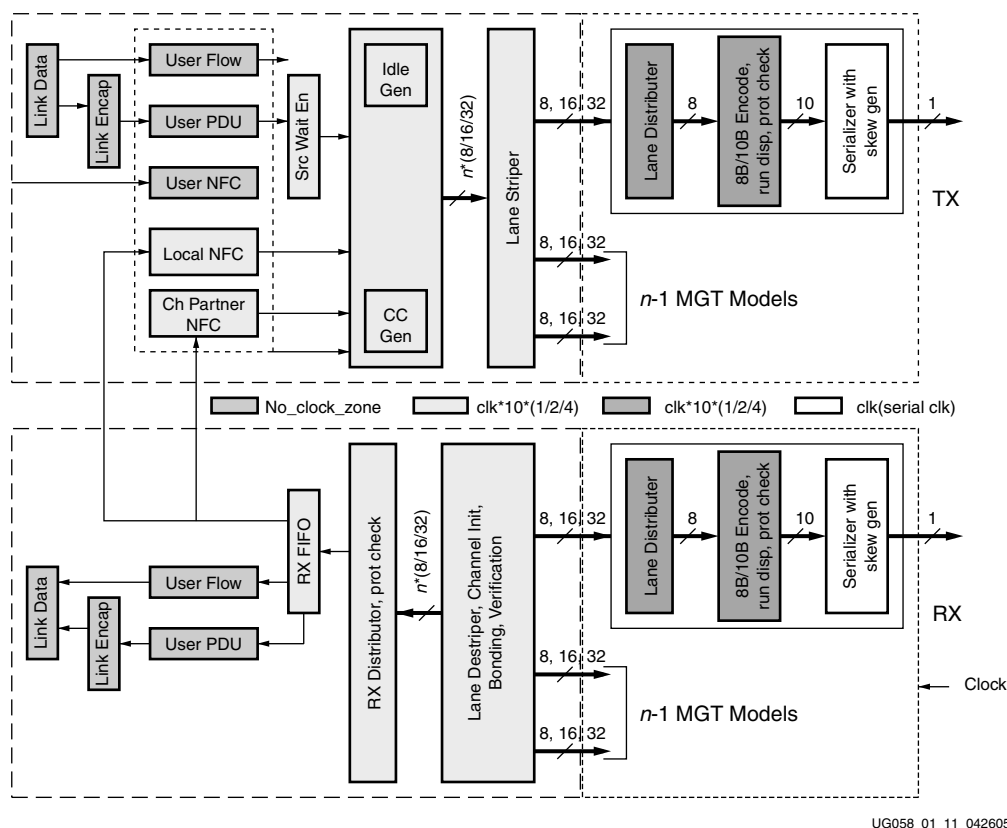 Link Data
Link Encap
User Flow
User PDU
User NFC
Local NFC
Ch Partner
NFC
Src Wait En
Idle
Gen
CC
Gen
n*(8/16/32)
Lane Striper
8, 16, 32
8, 16, 32
8, 16, 32
Lane Distributer
8
8B/10B Encode,
run disp, prot check
10
Serializer with
skew gen
1
TX
n-1 MGT Models
No_clock_zone
clk*10*(1/2/4)
clk*10*(1/2/4)
clk(serial clk)
Link Data
Link Encap
User Flow
User PDU
RX FIFO
RX Distributor, prot check
n*(8/16/32)
Lane Destriper, Channel Init,
Bonding, Verification
8, 16, 32
8, 16, 32
8, 16, 32
Lane Distributer
8
8B/10B Encode,
run disp, prot check
10
Serializer with
skew gen
1
RX
n-1 MGT Models
Clock
UG058_01_11_042605